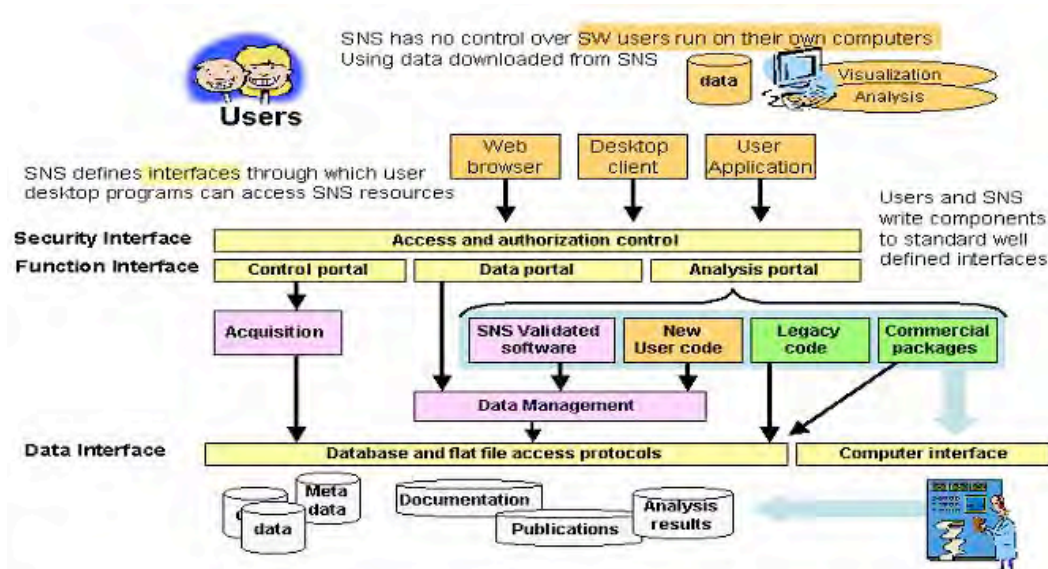 SNS has no control over SW users run on their own computers
Using data downloaded from SNS
data
Visualization
Analysis
Users
Web
browser
Desktop
client
User
Application
SNS defines interfaces through which user
desktop programs can access SNS resources
Users and SNS
write components
to standard well
defined interfaces
Security Interface
Access and authorization control
Function Interface
Control portal
Data portal
Analysis portal
Acquisition
SNS Validated
software
New
User code
Legacy
code
Commercial
packages
Data Management
Data Interface
Database and flat file access protocols
Computer interface
Meta
data
data
Documentation
Publications
Analysis
results